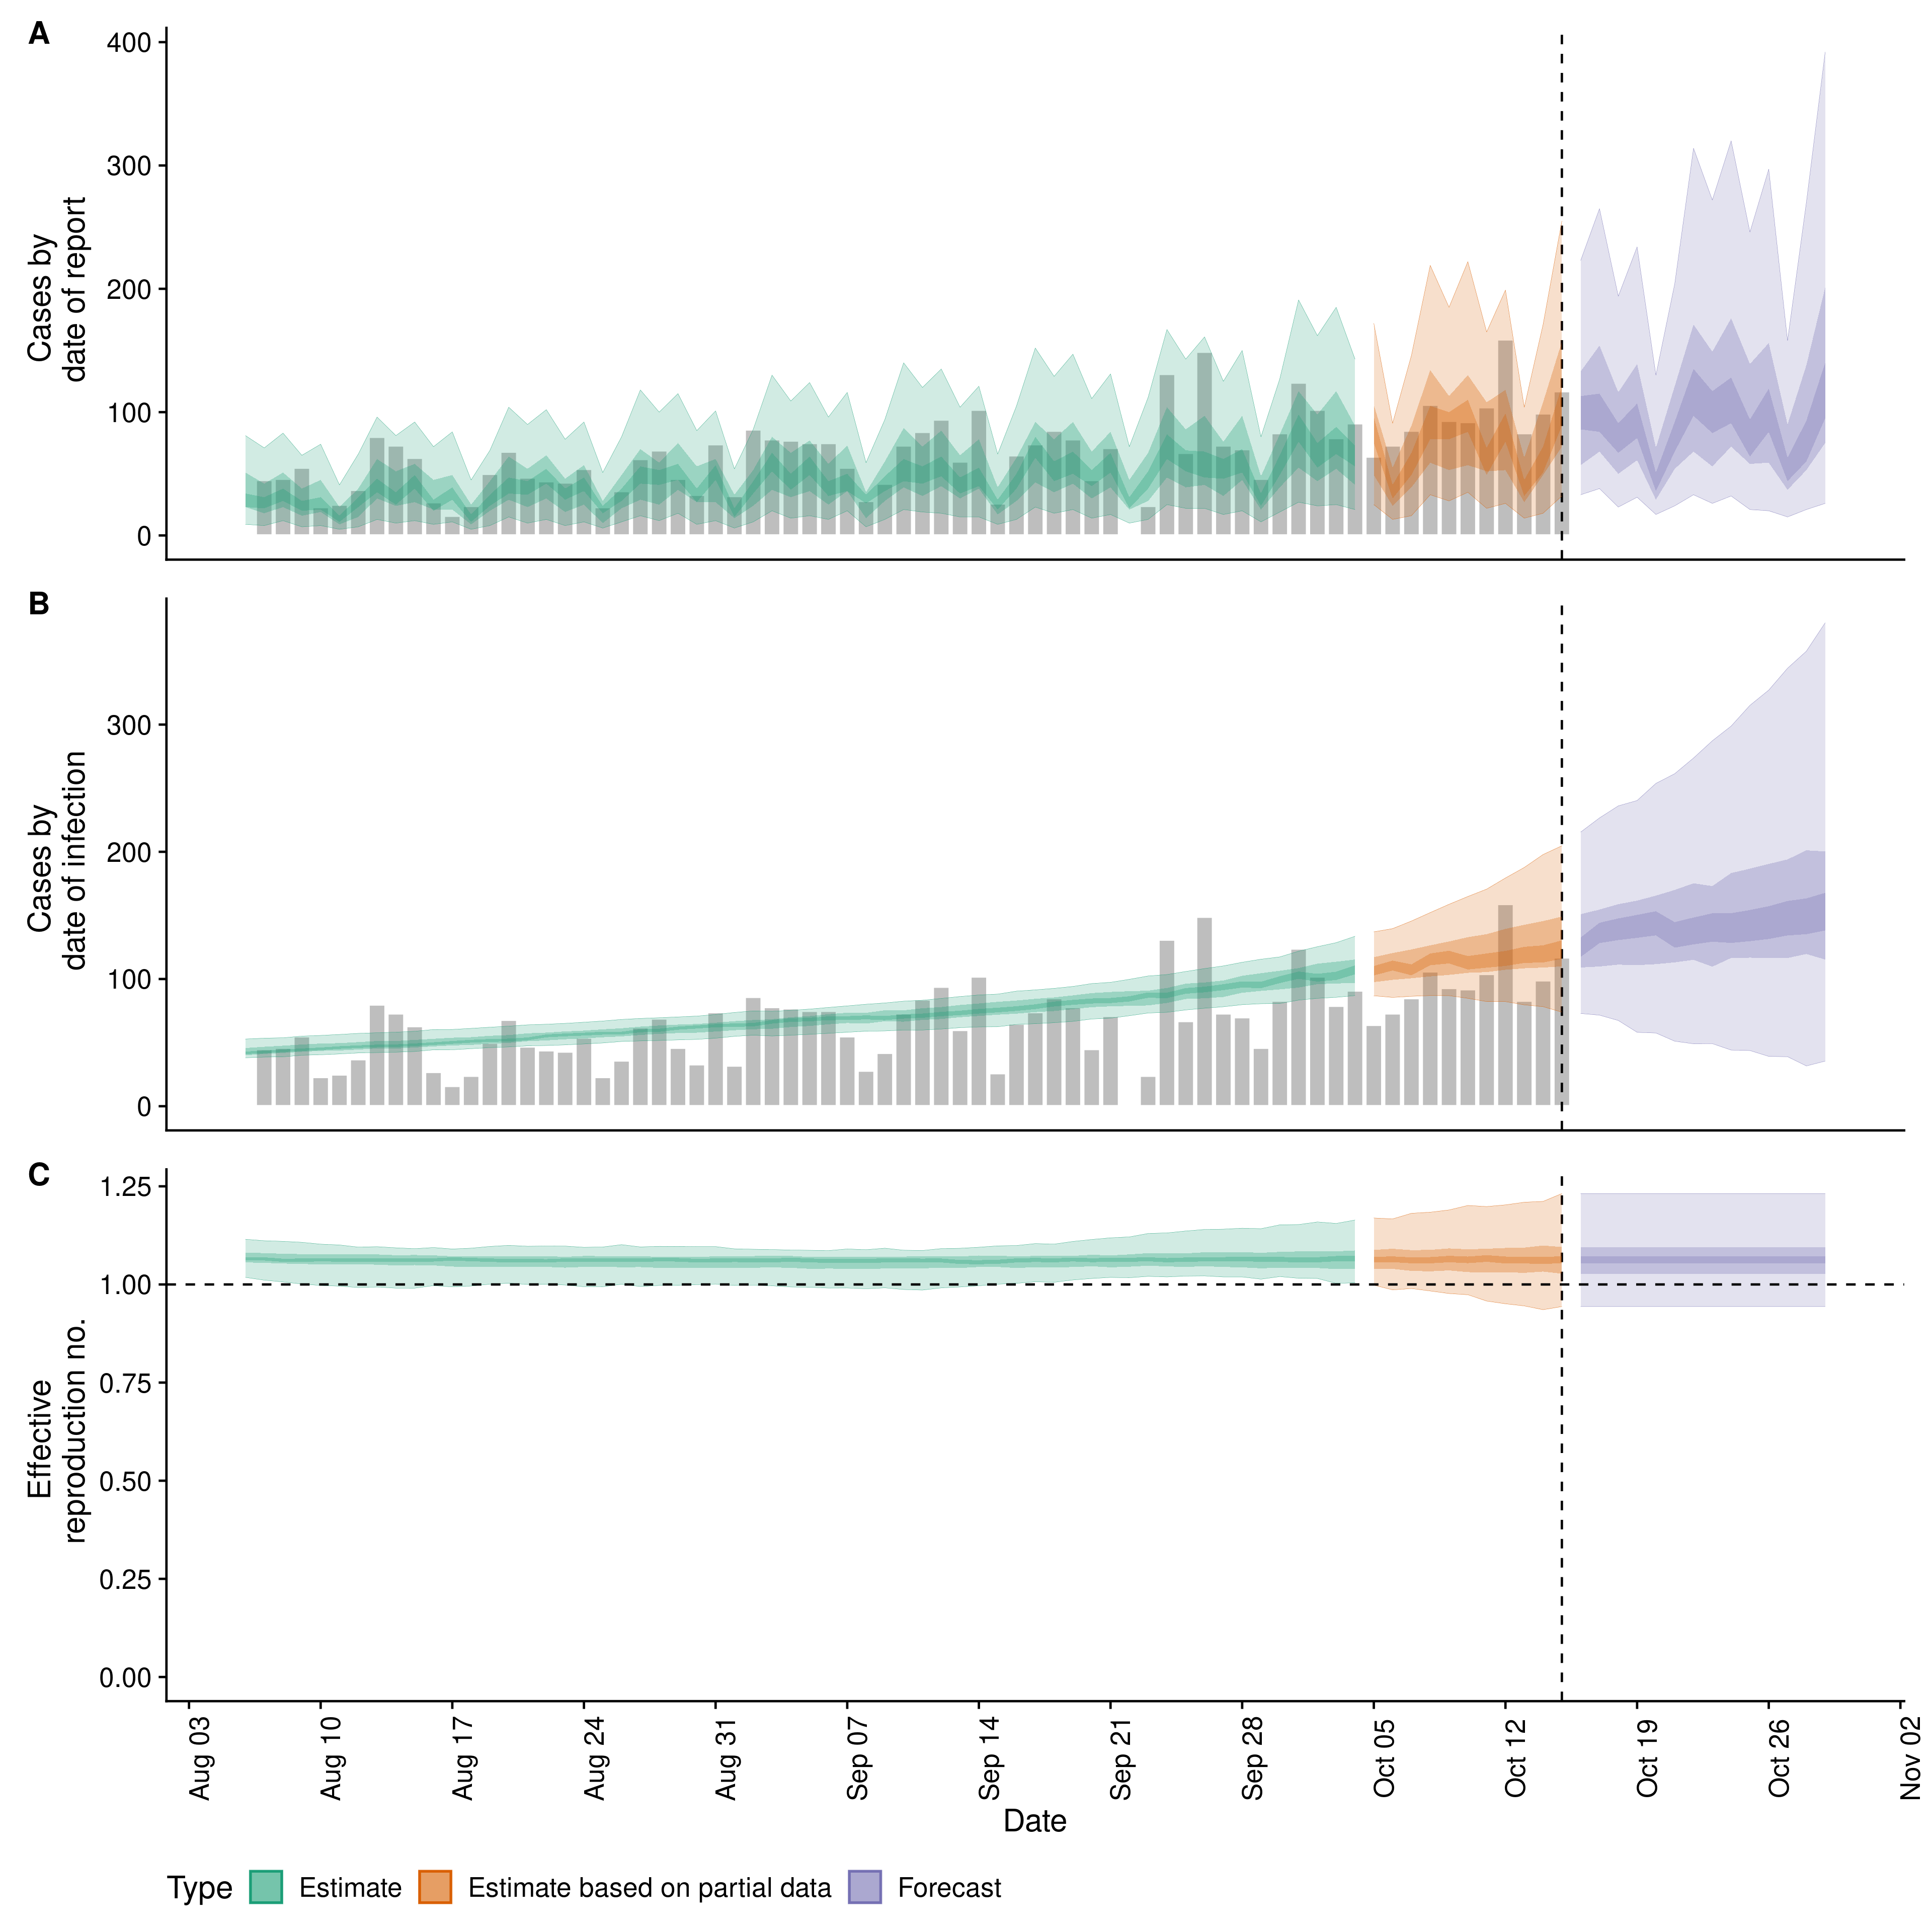 A
400
300
200
100
0
Cases by
date of report
B
300
200
100
0
Cases by
date of infection
C
1.25
1.00
0.75
0.50
0.25
0.00
Effective
reproduction no.
Aug 03
Aug 10
Aug 17
Aug 24
Aug 31
Sep 07
Sep 14
Sep 21
Sep 28
Oct 05
Oct 12
Oct 19
Oct 26
Nov 02
Date
Type Estimate Estimate based on partial data Forecast